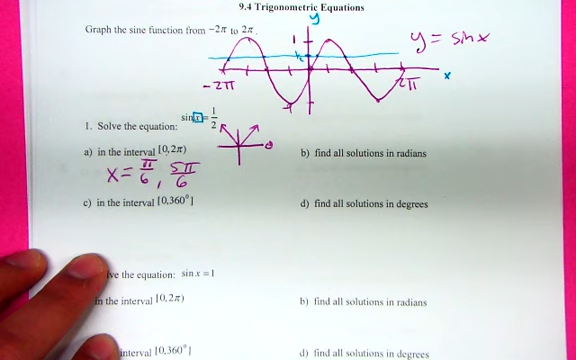 9.4 Trigonometric Equations
Graph the sine function from −2π to 2π.
y
1
y = sin x
x
-2π
2π
1. Solve the equation: sin x = 1/2
a) in the interval [0, 2π)
b) find all solutions in radians
x = π/6, 5π/6
c) in the interval [0,360°]
d) find all solutions in degrees
ve the equation: sin x = 1
in the interval [0, 2π)
b) find all solutions in radians
interval [0,360°]
d) find all solutions in degrees